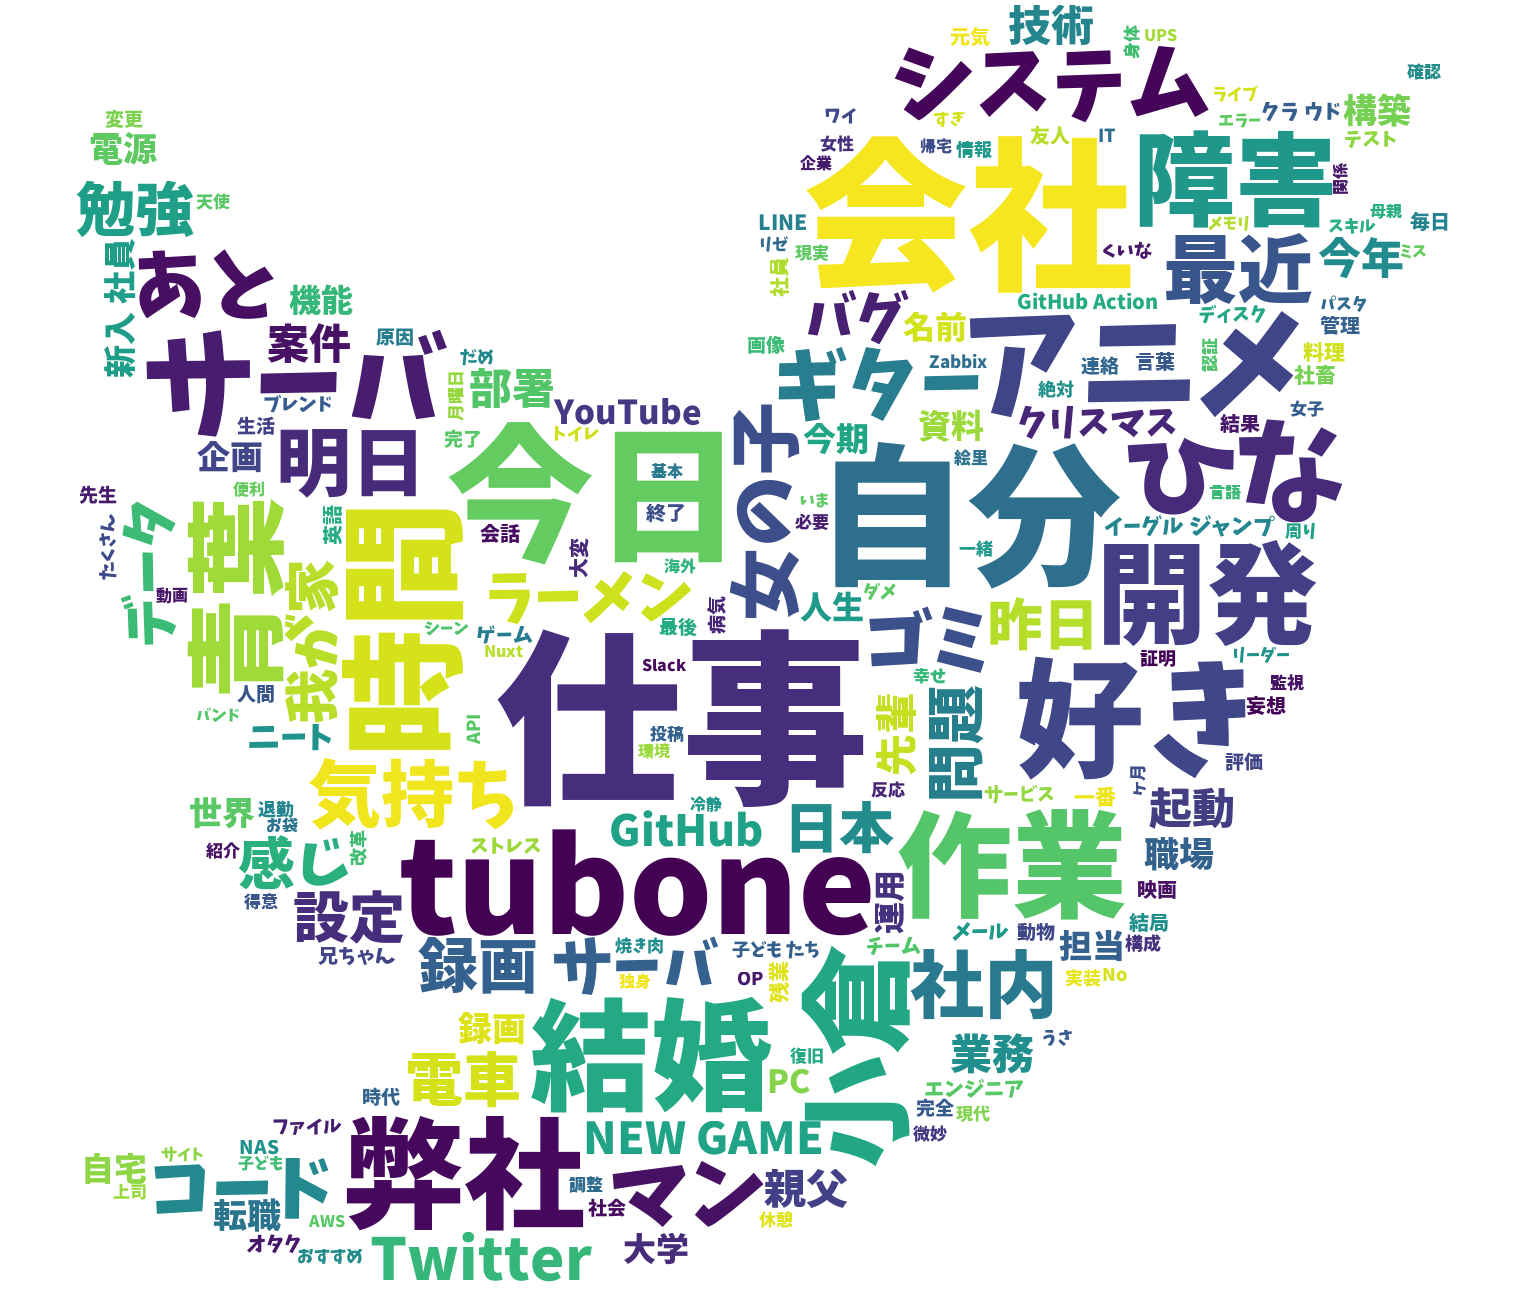 技術
元気
身体
UPS
システム
確認
ライブ
クラウド
構築
変更
ワイ
すぎ
友人
IT
エラー
テスト
電源
女性
帰宅
情報
会社
障害
企業
関係
勉強
天使
LINE
メモリ
スキル
母親
毎日
リゼ
現実
くいな
最近
今年
ミス
新入社員
あと
社員
機能
バグ
GitHub Action
ディスク
パスタ
管理
案件
原因
名前
アニメ
サーバ
だめ
画像
ギター
Zabbix
連絡
言葉
認証
料理
社畜
月曜日
部署
絶対
ブレンド
YouTube
女の子
資料
クリスマス
女子
結果
生活
完了
トイレ
今期
企画
明日
今日
基本
自分
絵里
ひな
先生
便利
いま
言語
データ
青葉
英語
時間
会話
終了
必要
イーグルジャンプ
周り
たくさん
大変
海外
一緒
開発
動画
我が家
ラーメン
人生
ダメ
昨日
シーン
ゲーム
最後
病気
ゴミ
Nuxt
仕事
Slack
証明
リーダー
人間
幸せ
好き
監視
妄想
バンド
ニート
API
投稿
環境
先輩
問題
評価
気持ち
反応
サービス
一番
ヶ月
起動
世界
退勤
お袋
冷静
GitHub
日本
作業
紹介
感じ
改革
ストレス
tubone
職場
得意
設定
運用
映画
兄ちゃん
録画
サーバ
焼き肉
子どもたち
チーム
メール
動物
担当
結局
構成
独身
OP
残業
小倉
社内
実装
No
録画
結婚
業務
うさ
電車
復旧
PC
エンジニア
時代
完全
現代
ファイル
弊社
NEW GAME
微妙
自宅
サイト
NAS
子ども
上司
コード
調整
マン
親父
転職
AWS
社会
休憩
オタク
おすすめ
Twitter
大学